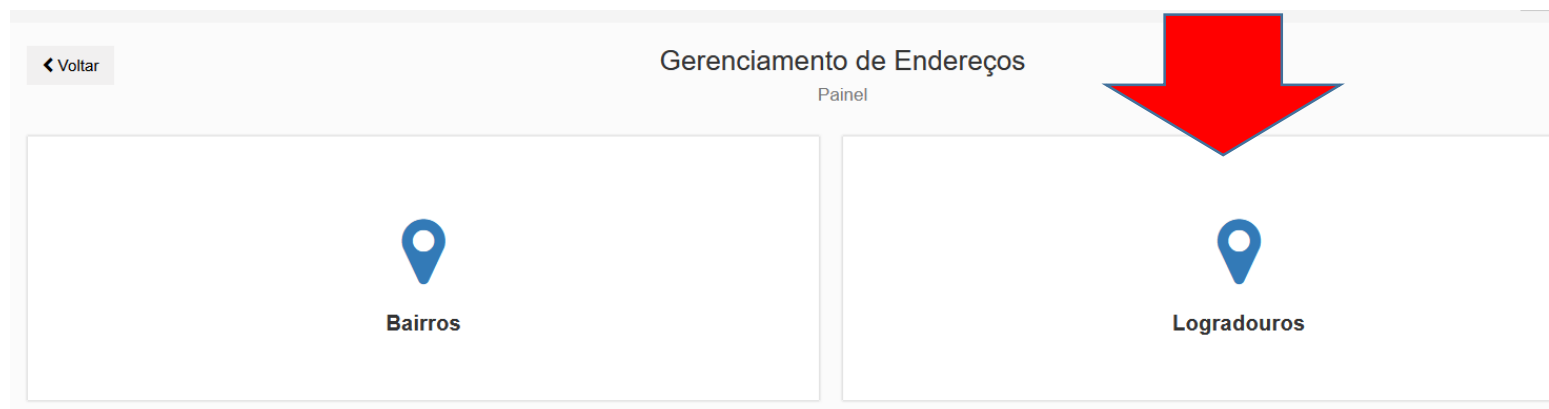 Voltar
Gerenciamento de Endereços
Painel
Bairros
Logradouros